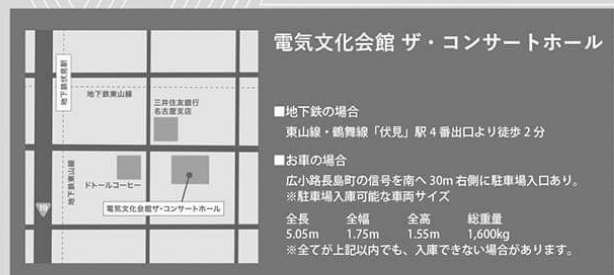 電気文化会館 ザ・コンサートホール
地下鉄伏見駅
地下鉄東山線
三井住友銀行
名古屋支店
地下鉄東山線
ドトールコーヒー
19
電気文化会館ザ・コンサートホール
■地下鉄の場合
東山線・鶴舞線「伏見」駅4番出口より徒歩2分
■お車の場合
広小路長島町の信号を南へ30m右側に駐車場入口あり。
※駐車場入庫可能な車両サイズ
全長 全幅 全高 総重量
5.05m 1.75m 1.55m 1,600kg
※全てが上記以内でも、入庫できない場合があります。